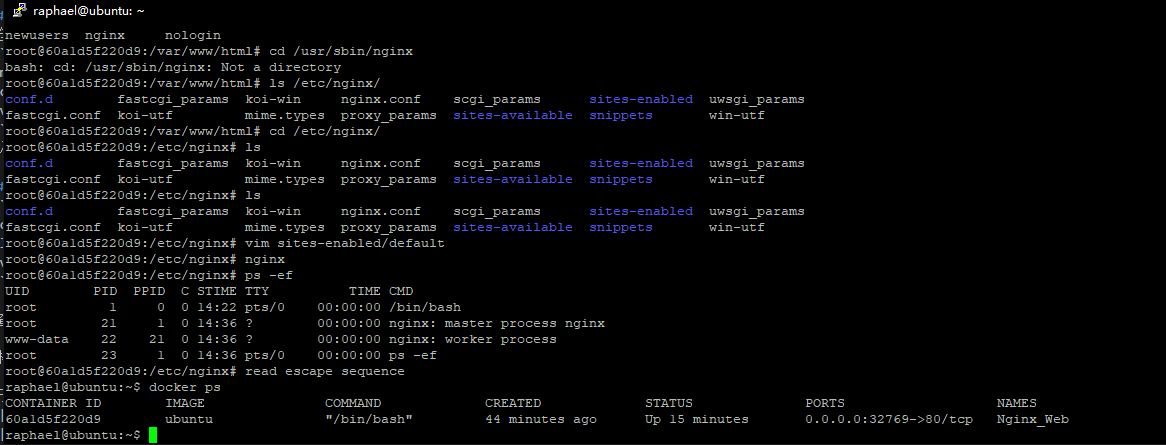 raphael@ubuntu: ~
newusers nginx nologin
root@60a1d5f220d9:/var/www/html# cd /usr/sbin/nginx
bash: cd: /usr/sbin/nginx: Not a directory
root@60a1d5f220d9:/var/www/html# ls /etc/nginx/
conf.d fastcgi_params koi-win nginx.conf scgi_params sites-enabled uwsgi_params
fastcgi.conf koi-utf mime.types proxy_params sites-available snippets win-utf
root@60a1d5f220d9:/var/www/html# cd /etc/nginx/
root@60a1d5f220d9:/etc/nginx# ls
conf.d fastcgi_params koi-win nginx.conf scgi_params sites-enabled uwsgi_params
fastcgi.conf koi-utf mime.types proxy_params sites-available snippets win-utf
root@60a1d5f220d9:/etc/nginx# ls
conf.d fastcgi_params koi-win nginx.conf scgi_params sites-enabled uwsgi_params
fastcgi.conf koi-utf mime.types proxy_params sites-available snippets win-utf
root@60a1d5f220d9:/etc/nginx# vim sites-enabled/default
root@60a1d5f220d9:/etc/nginx# nginx
root@60a1d5f220d9:/etc/nginx# ps -ef
UID PID PPID C STIME TTY TIME CMD
root 1 0 0 14:22 pts/0 00:00:00 /bin/bash
root 21 1 0 14:36 ? 00:00:00 nginx: master process nginx
www-data 22 21 0 14:36 ? 00:00:00 nginx: worker process
root 23 1 0 14:36 pts/0 00:00:00 ps -ef
root@60a1d5f220d9:/etc/nginx# read escape sequence
raphael@ubuntu:~$ docker ps
CONTAINER ID IMAGE COMMAND CREATED STATUS PORTS NAMES
60a1d5f220d9 ubuntu "/bin/bash" 44 minutes ago Up 15 minutes 0.0.0.0:32769->80/tcp Nginx_Web
raphael@ubuntu:~$